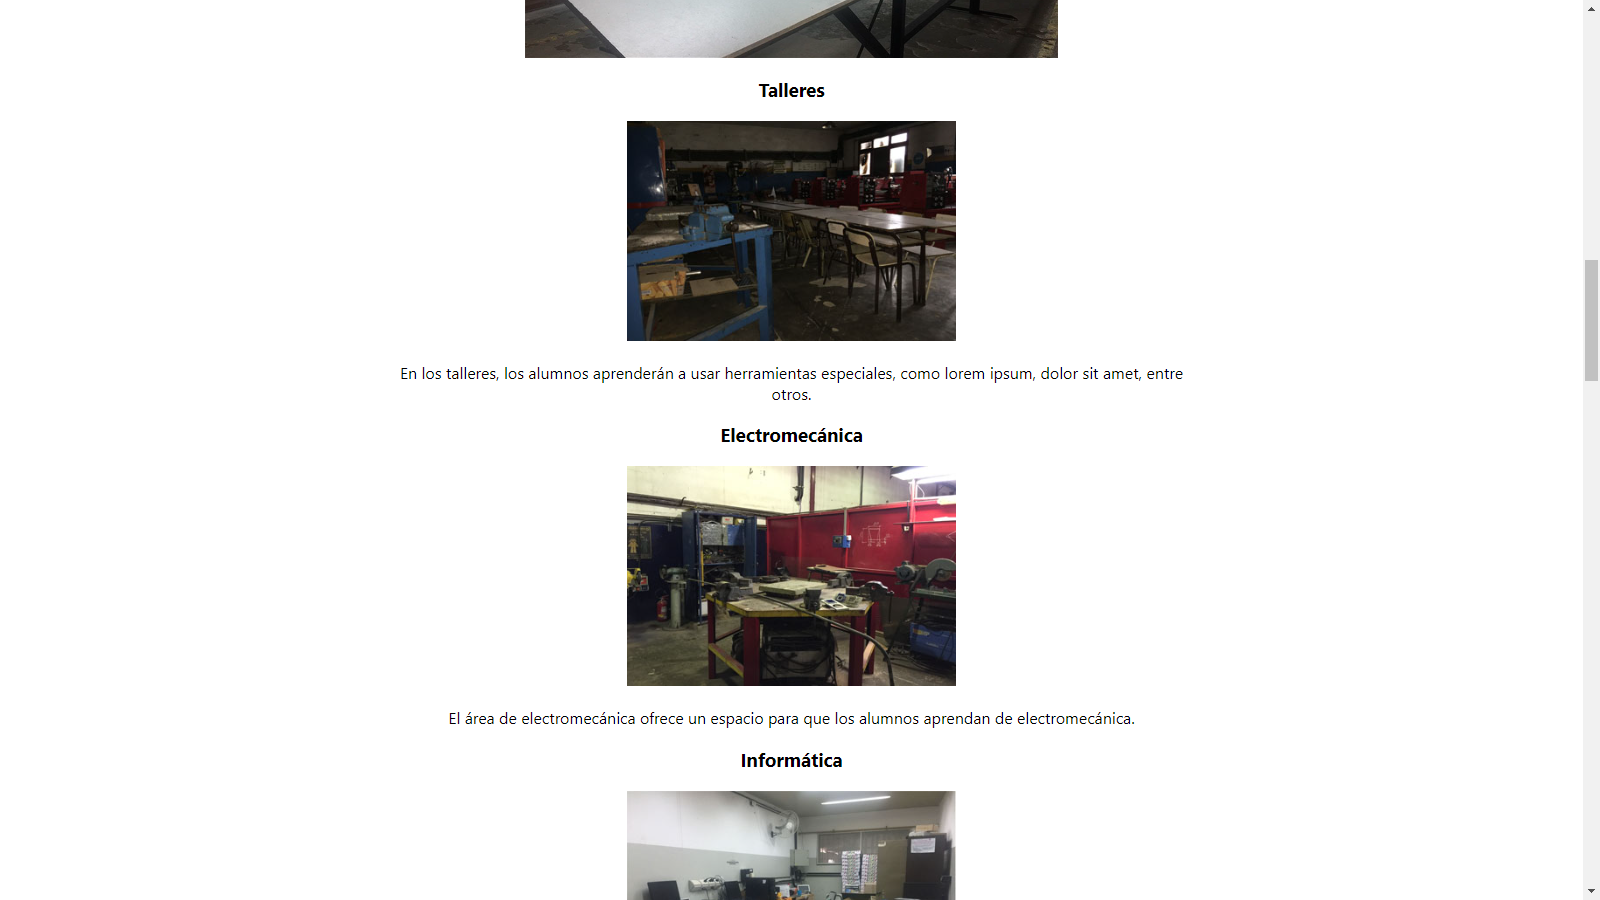 Talleres
En los talleres, los alumnos aprenderán a usar herramientas especiales, como lorem ipsum, dolor sit amet, entre
otros.
Electromecánica
El área de electromecánica ofrece un espacio para que los alumnos aprendan de electromecánica.
Informática